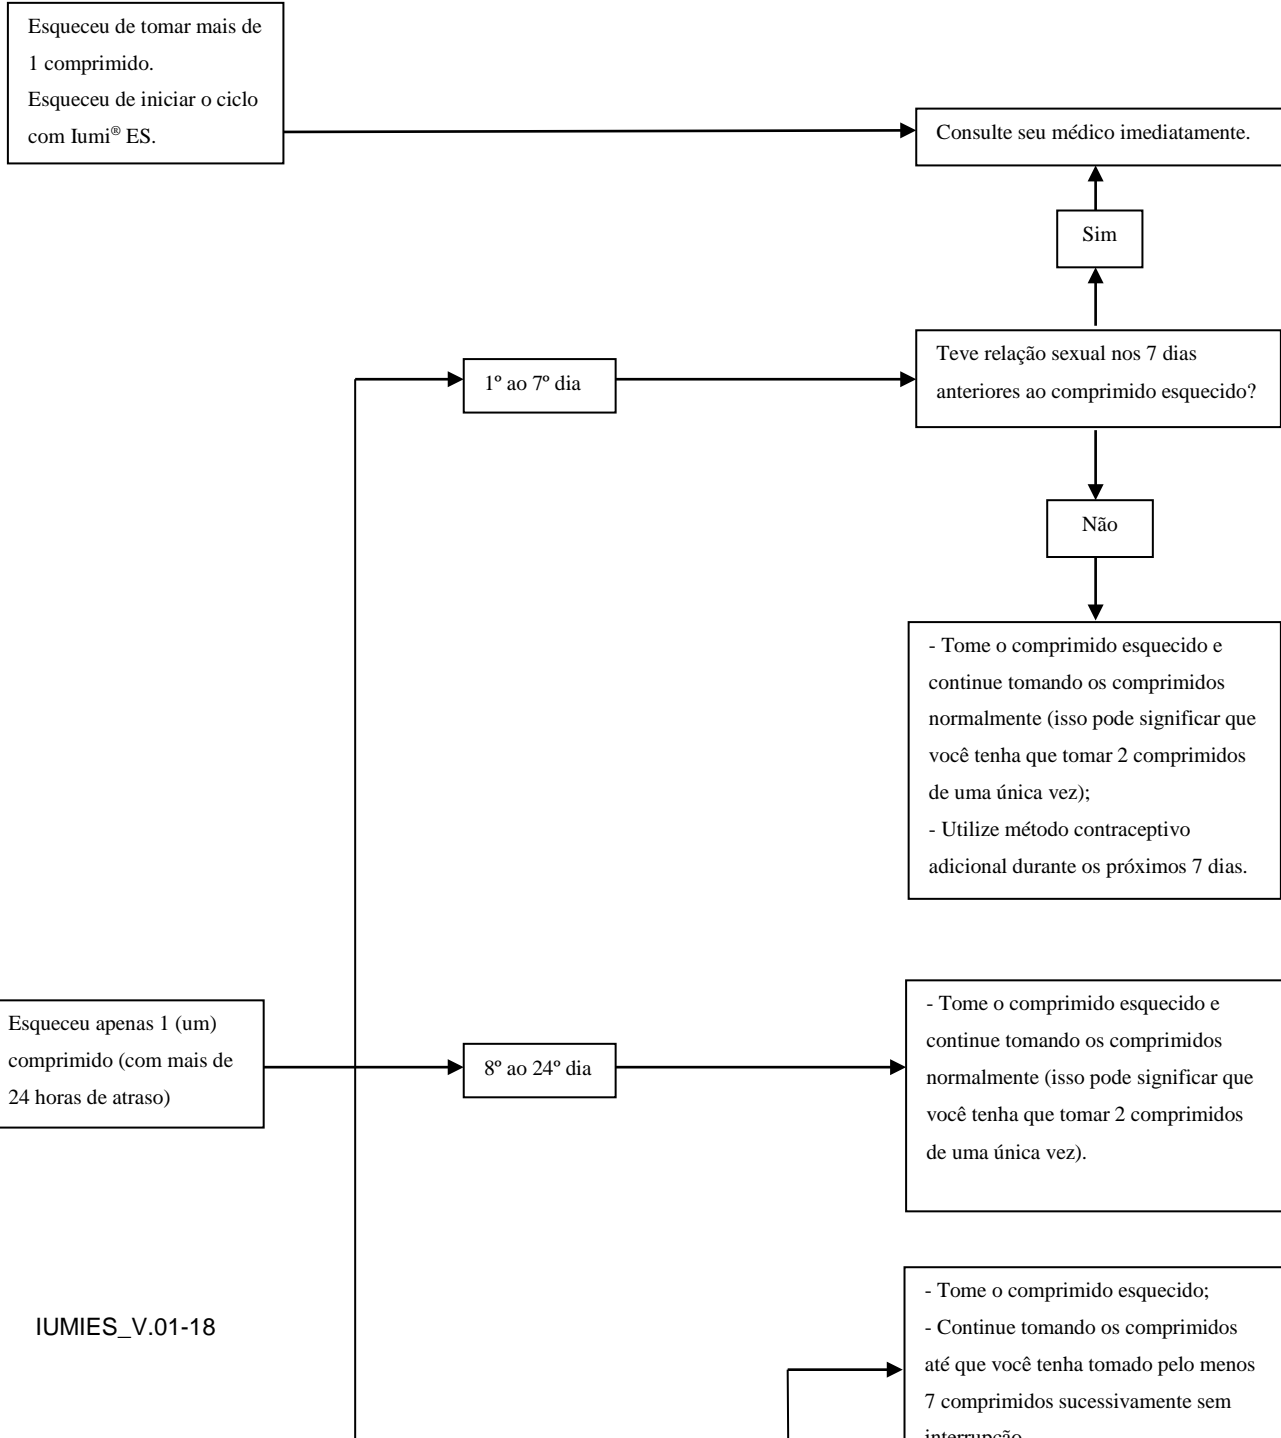 Esqueceu de tomar mais de
1 comprimido.
Esqueceu de iniciar o ciclo
com Iumi® ES.
Consulte seu médico imediatamente.
Sim
Teve relação sexual nos 7 dias
anteriores ao comprimido esquecido?
1º ao 7º dia
Não
- Tome o comprimido esquecido e
continue tomando os comprimidos
normalmente (isso pode significar que
você tenha que tomar 2 comprimidos
de uma única vez);
- Utilize método contraceptivo
adicional durante os próximos 7 dias.
Esqueceu apenas 1 (um)
comprimido (com mais de
24 horas de atraso)
8º ao 24º dia
- Tome o comprimido esquecido e
continue tomando os comprimidos
normalmente (isso pode significar que
você tenha que tomar 2 comprimidos
de uma única vez).
- Tome o comprimido esquecido;
- Continue tomando os comprimidos
até que você tenha tomado pelo menos
7 comprimidos sucessivamente sem
interrupção
IUMIES_V.01-18